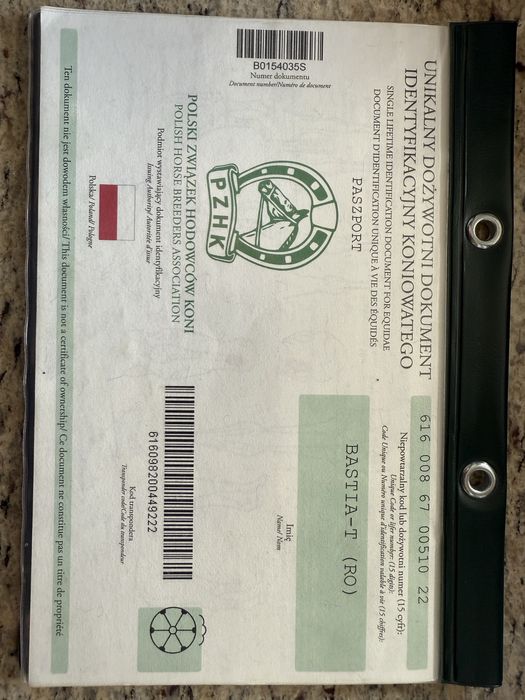 UNIKALNY DOŻYWOTNI DOKUMENT
IDENTYFIKACYJNY KONIOWATEGO
SINGLE LIFETIME IDENTIFICATION DOCUMENT FOR EQUIDAE
DOCUMENT D'IDENTIFICATION UNIQUE À VIE DES ÉQUIDÉS
PASZPORT
616 008 67 00510 22
Niepowtarzalny kod lub dożywotni numer (15 cyfr):
Unique Code or lifer number: (15 digits):
Code Unique ou Numéro unique d'identification valable à vie (15 chiffres):
BASTIA-T (RO)
Imię
Name/ Nom
PZHK
B0154035S
Numer dokumentu
Document number/Numéro de document
POLSKI ZWIĄZEK HODOWCÓW KONI
POLISH HORSE BREEDERS ASSOCIATION
Podmiot wystawiający dokument identyfikacyjny
Issuing Authority/ Autorité d'issue
616098200449222
Kod transpondera
Transponder code/Code du transpondeur
Polska/ Poland/ Pologne
Ten dokument nie jest dowodem własności/ This document is not a certificate of ownership/ Ce document ne constitue pas un titre de propriété